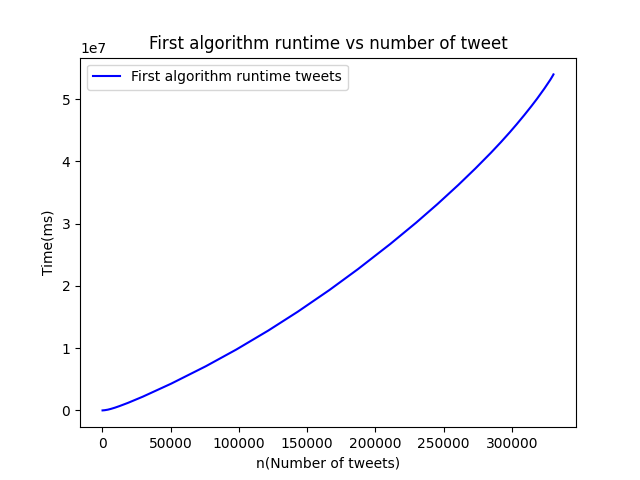 First algorithm runtime vs number of tweet
1e7
First algorithm runtime tweets
5
4
3
2
1
0
Time(ms)
0 50000 100000 150000 200000 250000 300000
n(Number of tweets)